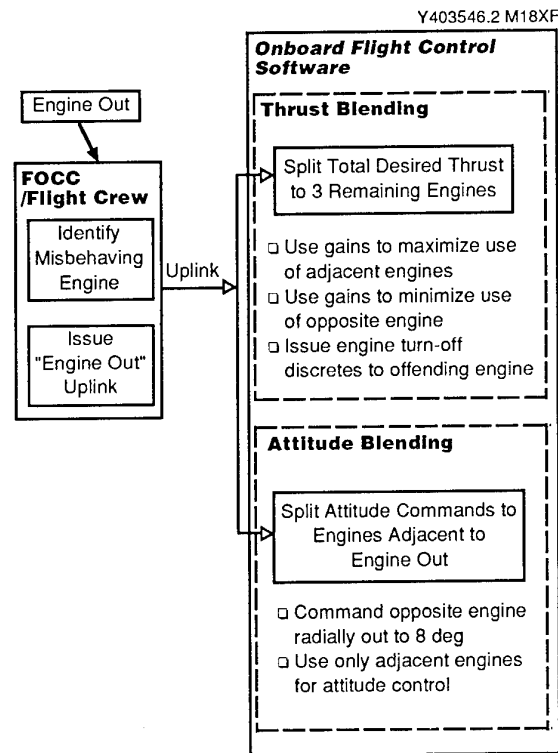 Y403546.2 M18XF
Onboard Flight Control
Software
Engine Out
FOCC
/Flight Crew
Identify
Misbehaving
Engine
Issue
"Engine Out"
Uplink
Uplink
Thrust Blending
Split Total Desired Thrust
to 3 Remaining Engines
Use gains to maximize use
of adjacent engines
Use gains to minimize use
of opposite engine
Issue engine turn-off
discretes to offending engine
Attitude Blending
Split Attitude Commands to
Engines Adjacent to
Engine Out
Command opposite engine
radially out to 8 deg
Use only adjacent engines
for attitude control